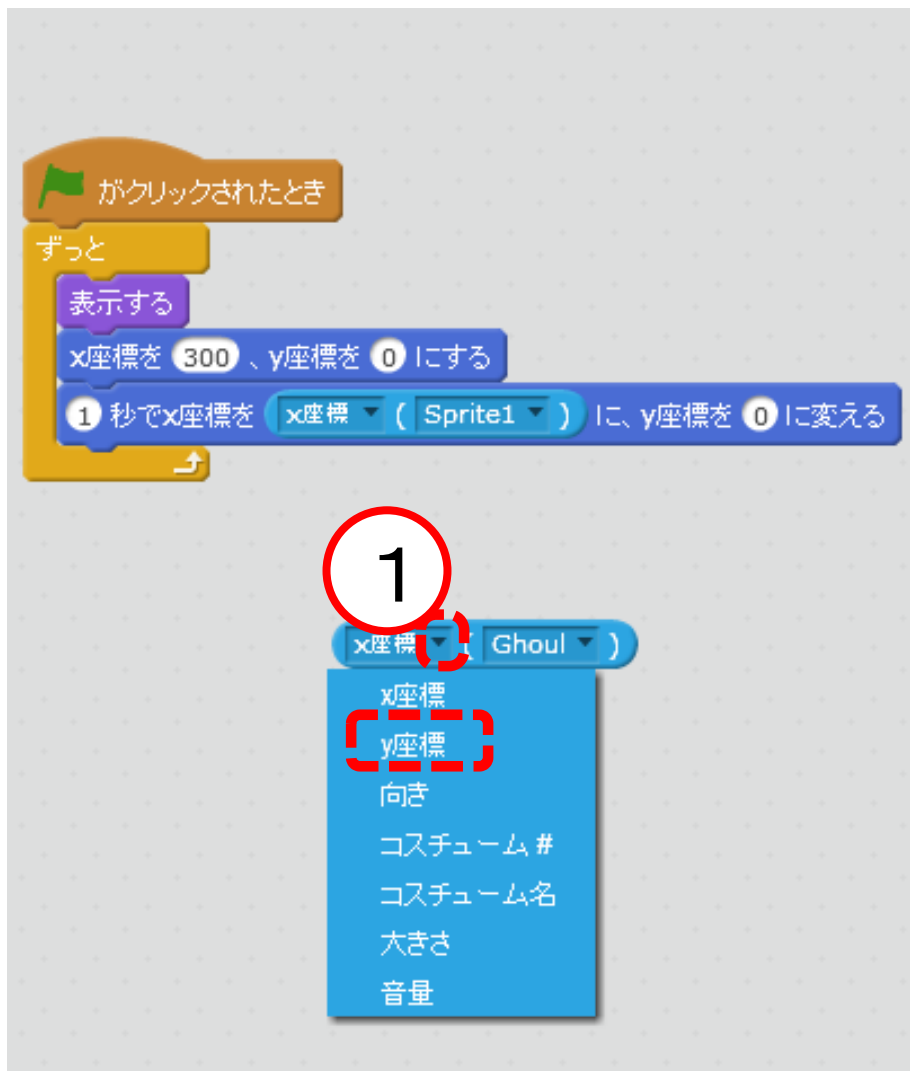 がクリックされたとき
ずっと
表示する
x座標を 300 、y座標を 0 にする
1 秒でx座標を x座標 ( Sprite1 ) に、y座標を 0 に変える
1
x座標 ( Ghoul )
x座標
y座標
向き
コスチューム #
コスチューム名
大きさ
音量